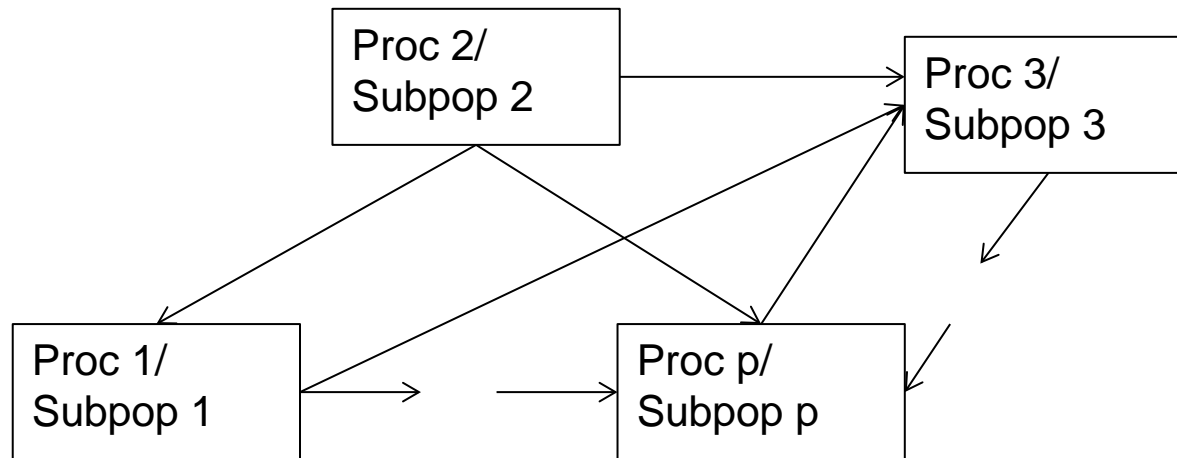 Proc 2/
Subpop 2
Proc 3/
Subpop 3
Proc 1/
Subpop 1
Proc p/
Subpop p